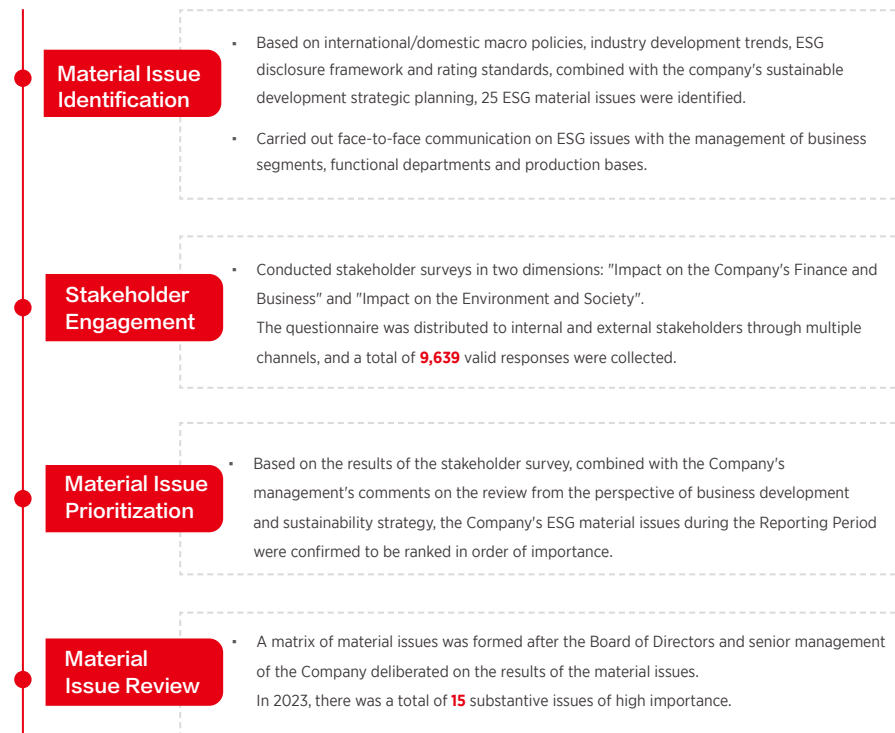 Material Issue
Identification
▪ Based on international/domestic macro policies, industry development trends, ESG
disclosure framework and rating standards, combined with the company's sustainable
development strategic planning, 25 ESG material issues were identified.
▪ Carried out face-to-face communication on ESG issues with the management of business
segments, functional departments and production bases.
Stakeholder
Engagement
▪ Conducted stakeholder surveys in two dimensions: "Impact on the Company's Finance and
Business" and "Impact on the Environment and Society".
The questionnaire was distributed to internal and external stakeholders through multiple
channels, and a total of 9,639 valid responses were collected.
Material Issue
Prioritization
▪ Based on the results of the stakeholder survey, combined with the Company's
management's comments on the review from the perspective of business development
and sustainability strategy, the Company's ESG material issues during the Reporting Period
were confirmed to be ranked in order of importance.
Material
Issue Review
▪ A matrix of material issues was formed after the Board of Directors and senior management
of the Company deliberated on the results of the material issues.
In 2023, there was a total of 15 substantive issues of high importance.